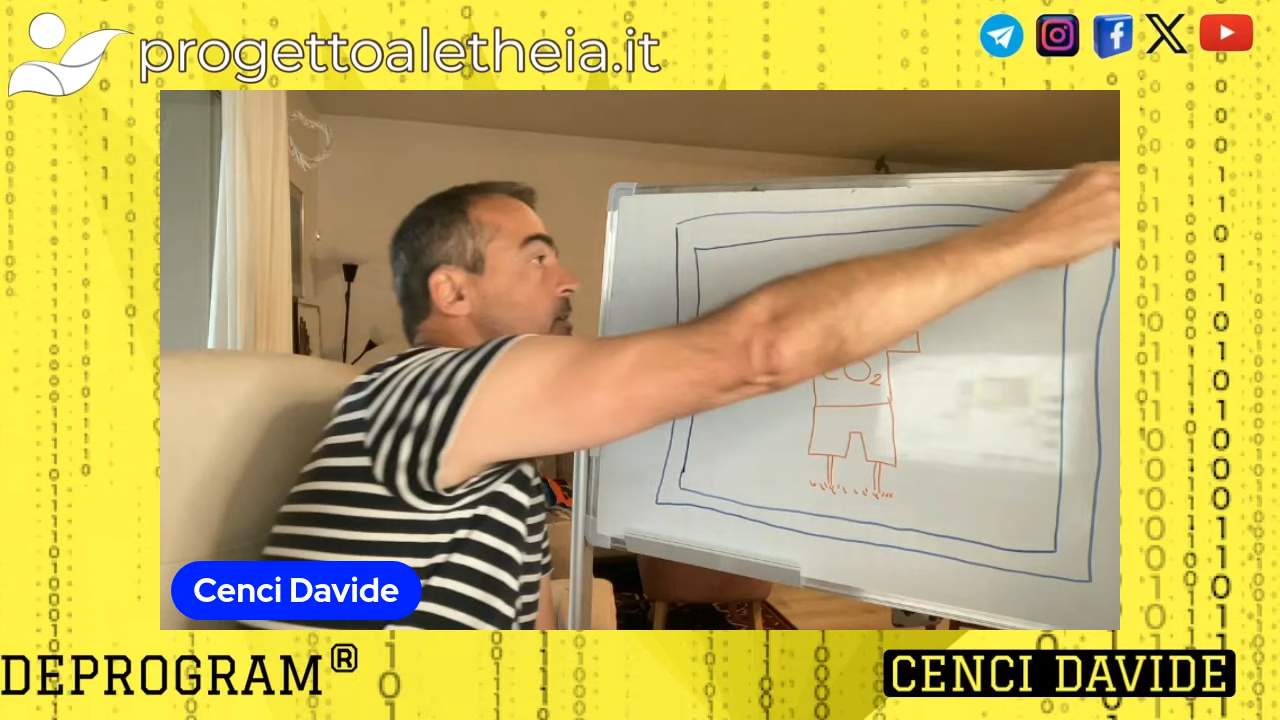 progettoaletheia.it
CO₂
Cenci Davide
DEPROGRAM®
CENCI DAVIDE